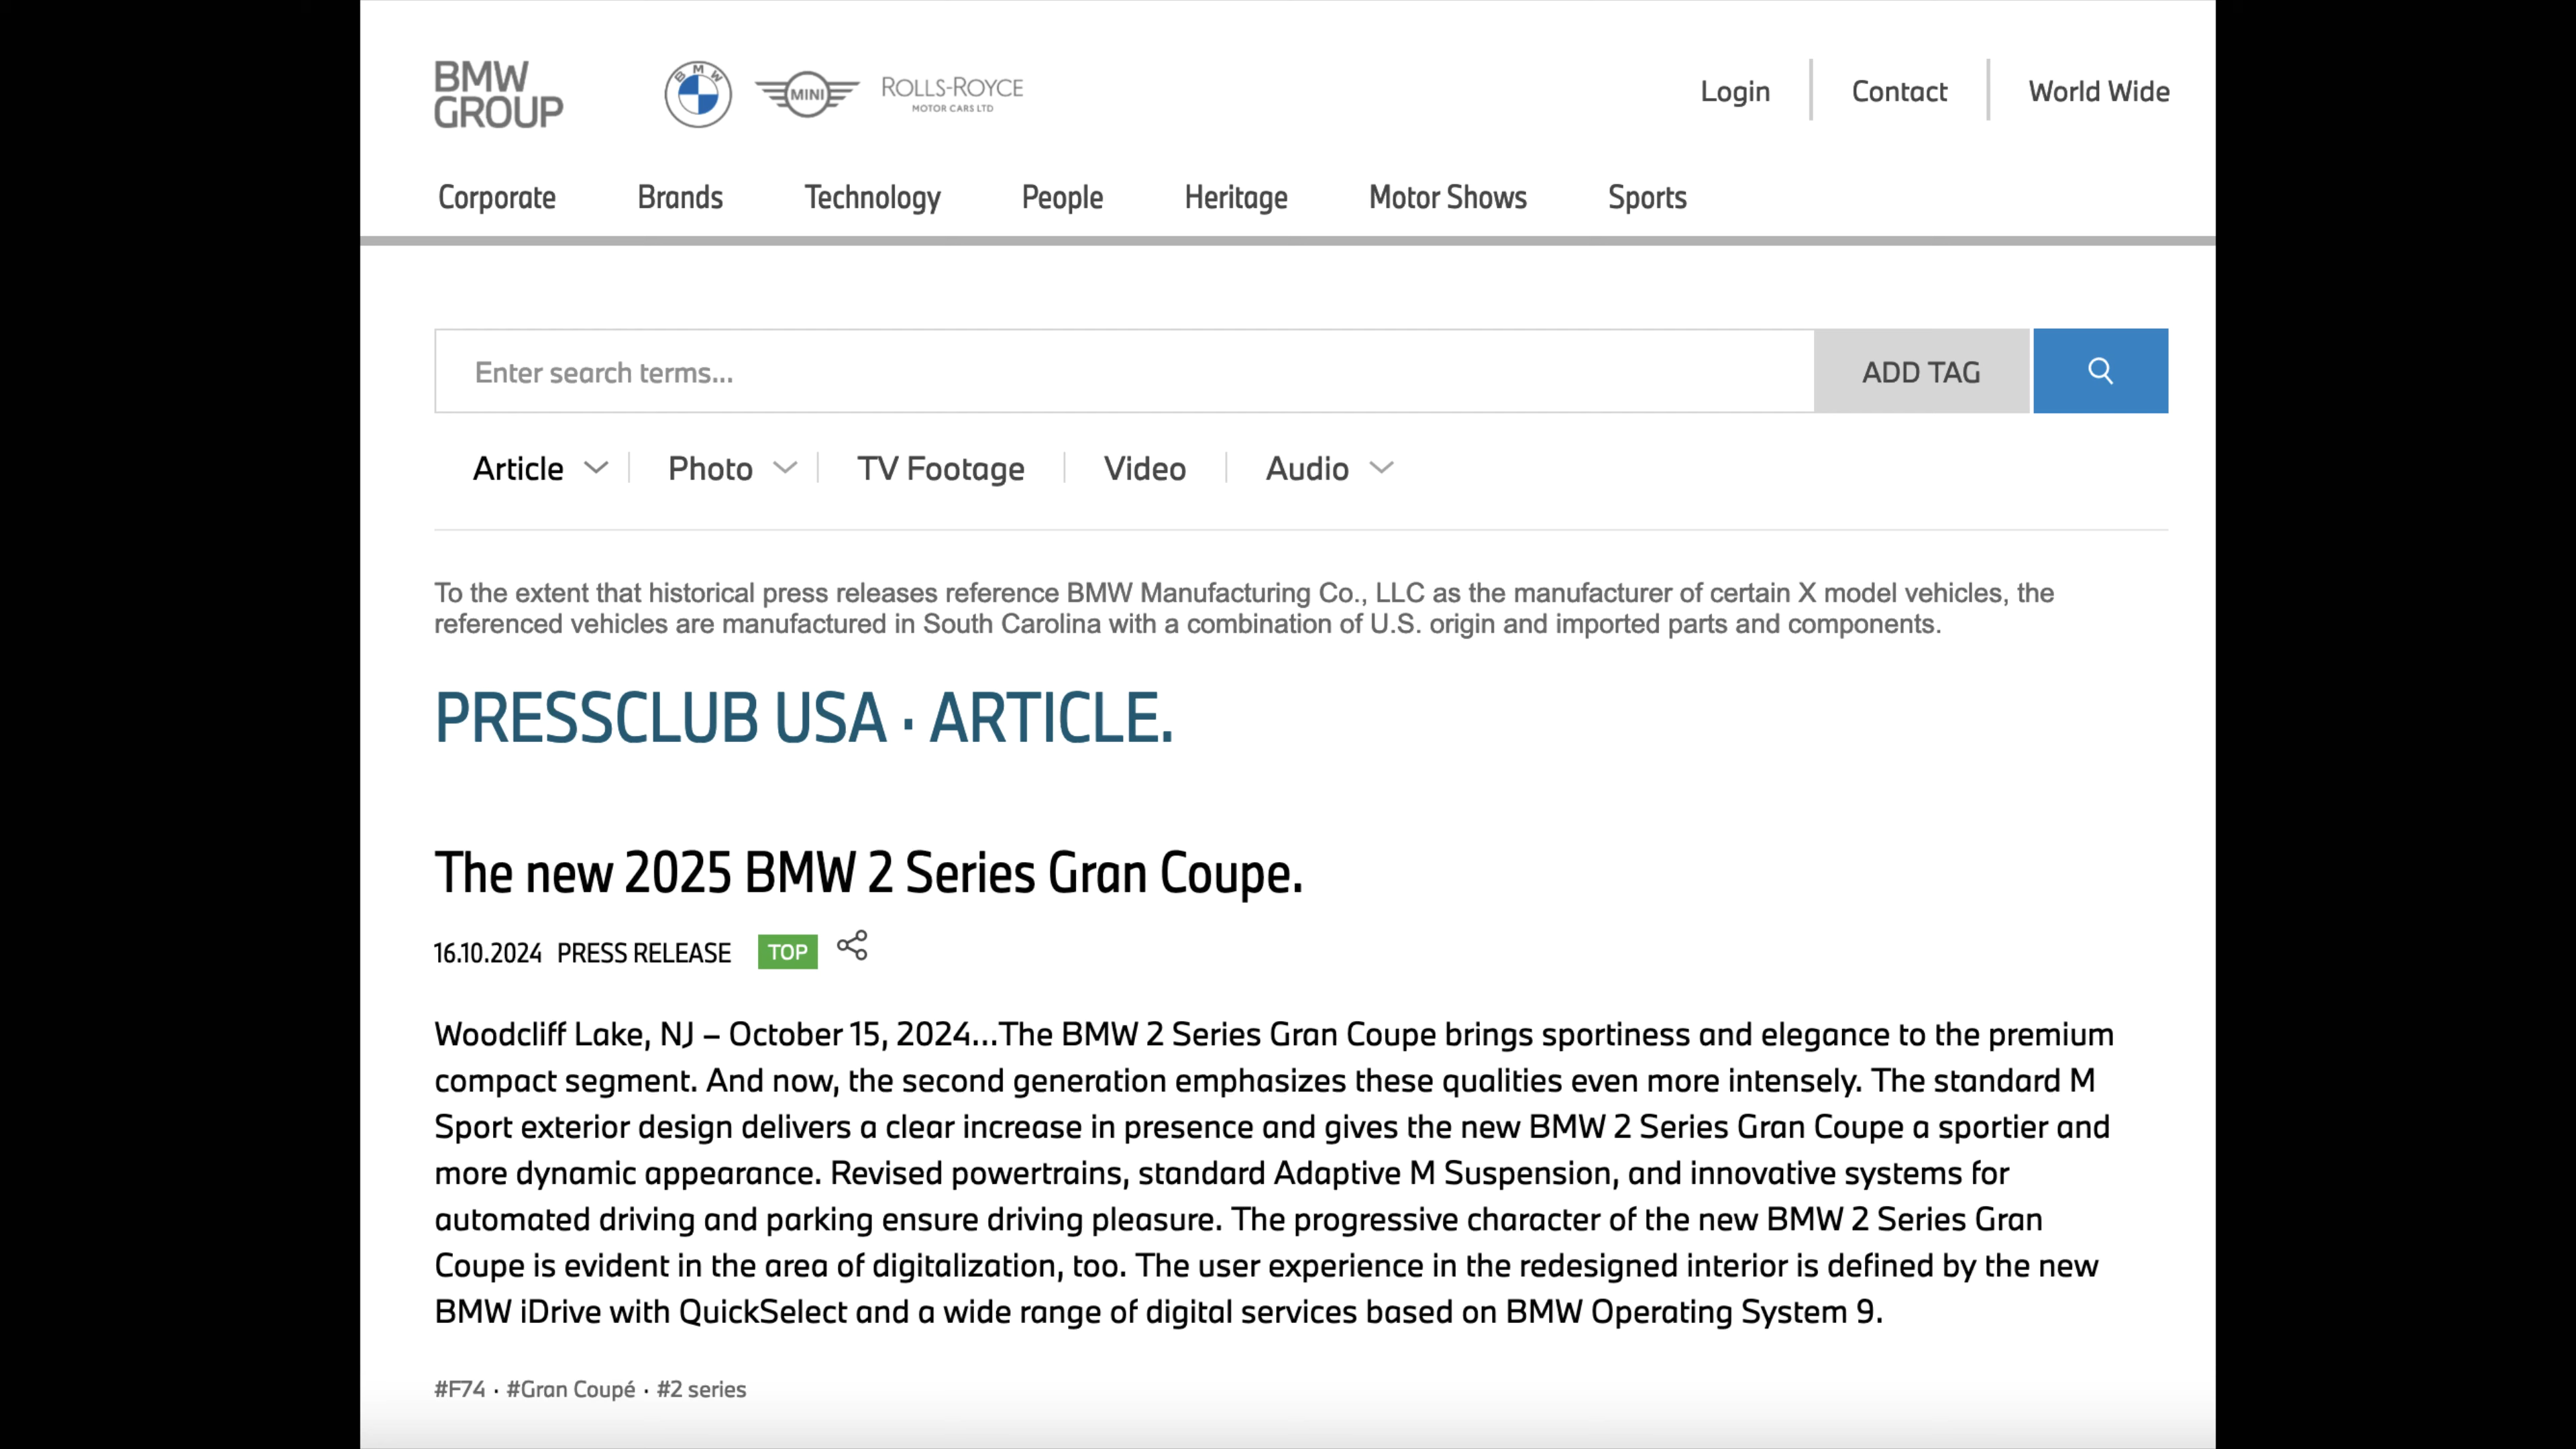 BMW
GROUP
BMW
MINI
ROLLS-ROYCE
MOTOR CARS LTD
Login
Contact
World Wide
Corporate
Brands
Technology
People
Heritage
Motor Shows
Sports
Enter search terms...
ADD TAG
Article
Photo
TV Footage
Video
Audio
To the extent that historical press releases reference BMW Manufacturing Co., LLC as the manufacturer of certain X model vehicles, the
referenced vehicles are manufactured in South Carolina with a combination of U.S. origin and imported parts and components.
PRESSCLUB USA · ARTICLE.
The new 2025 BMW 2 Series Gran Coupe.
16.10.2024 PRESS RELEASE TOP
Woodcliff Lake, NJ – October 15, 2024...The BMW 2 Series Gran Coupe brings sportiness and elegance to the premium
compact segment. And now, the second generation emphasizes these qualities even more intensely. The standard M
Sport exterior design delivers a clear increase in presence and gives the new BMW 2 Series Gran Coupe a sportier and
more dynamic appearance. Revised powertrains, standard Adaptive M Suspension, and innovative systems for
automated driving and parking ensure driving pleasure. The progressive character of the new BMW 2 Series Gran
Coupe is evident in the area of digitalization, too. The user experience in the redesigned interior is defined by the new
BMW iDrive with QuickSelect and a wide range of digital services based on BMW Operating System 9.
#F74 · #Gran Coupé · #2 series